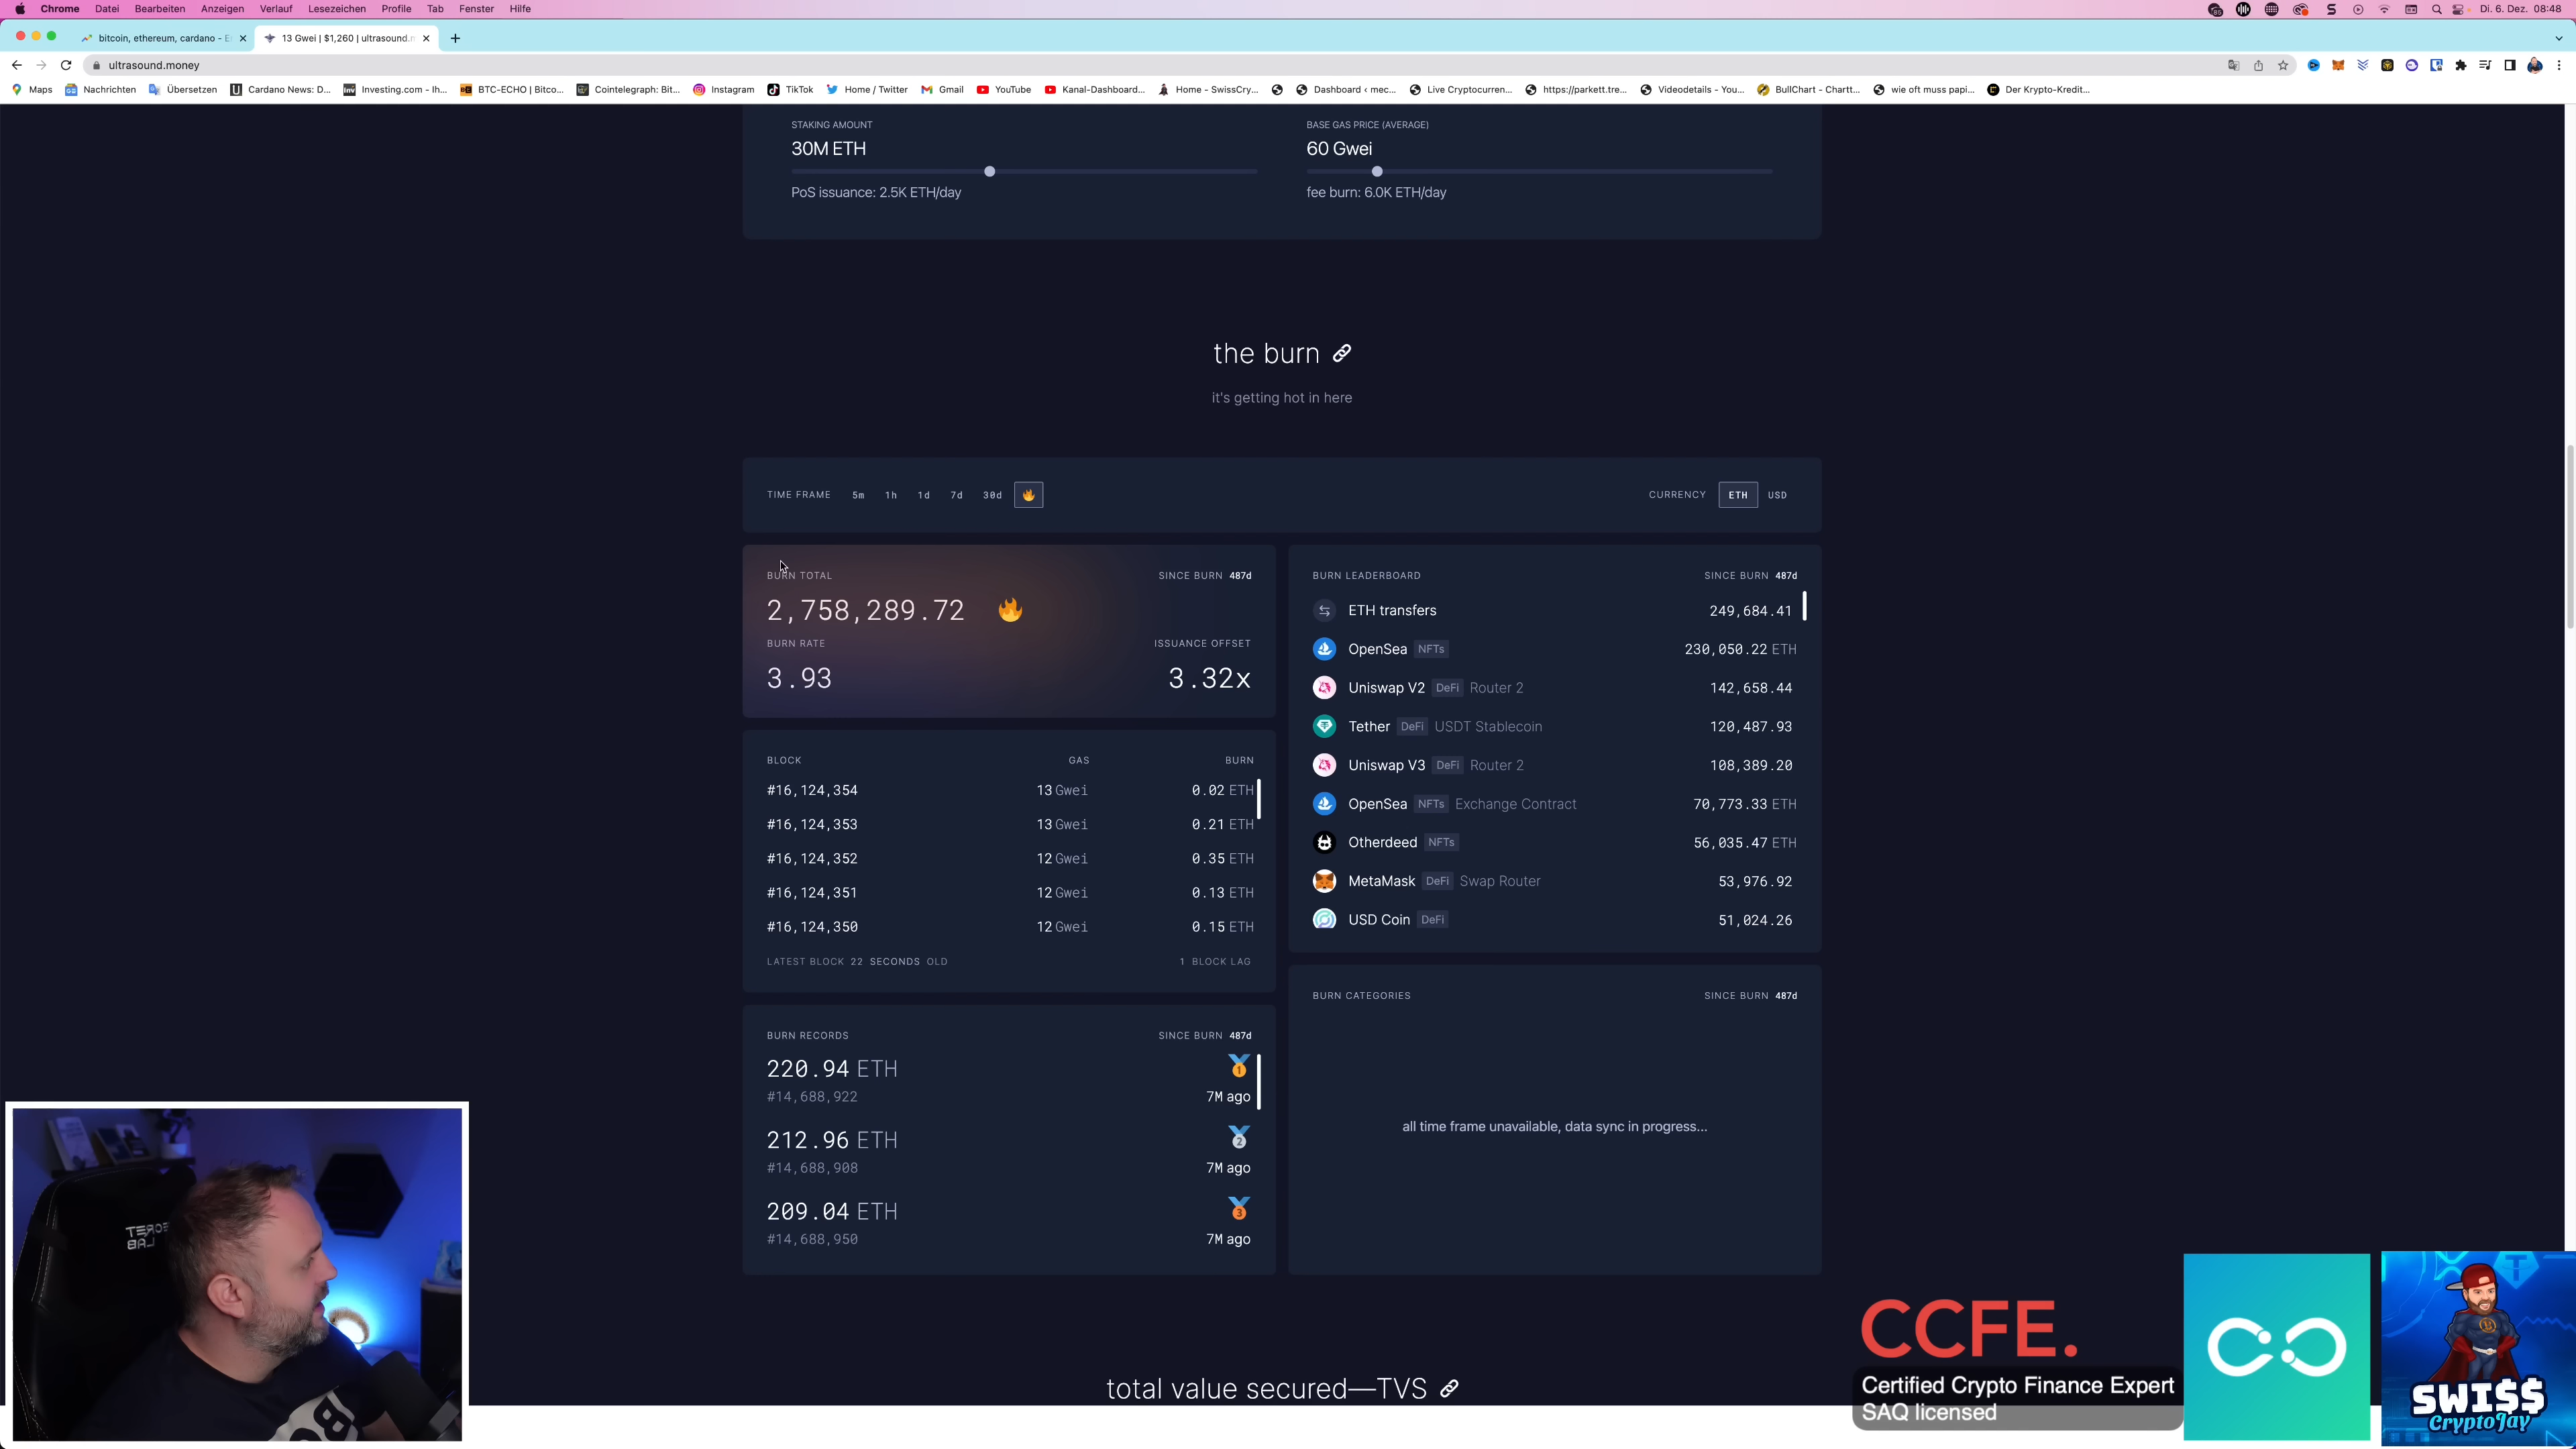 Chrome Datei Bearbeiten Anzeigen Verlauf Lesezeichen Profile Tab Fenster Hilfe
Di. 6. Dez. 08:48
bitcoin, ethereum, cardano - E
13 Gwei | $1,260 | ultrasound.m
ultrasound.money
Maps Nachrichten Übersetzen Cardano News: D... Investing.com - Ih... BTC-ECHO | Bitco... Cointelegraph: Bit... Instagram TikTok Home / Twitter Gmail YouTube Kanal-Dashboard... Home - SwissCry... Dashboard ‹ mec... Live Cryptocurren... https://parkett.tre... Videodetails - You... BullChart - Chartt... wie oft muss papi... Der Krypto-Kredit...
STAKING AMOUNT
30M ETH
PoS issuance: 2.5K ETH/day
BASE GAS PRICE (AVERAGE)
60 Gwei
fee burn: 6.0K ETH/day
the burn
it's getting hot in here
TIME FRAME 5m 1h 1d 7d 30d
CURRENCY ETH USD
BURN TOTAL SINCE BURN 487d
2,758,289.72
BURN RATE ISSUANCE OFFSET
3.93 3.32x
BLOCK GAS BURN
#16,124,354 13 Gwei 0.02 ETH
#16,124,353 13 Gwei 0.21 ETH
#16,124,352 12 Gwei 0.35 ETH
#16,124,351 12 Gwei 0.13 ETH
#16,124,350 12 Gwei 0.15 ETH
LATEST BLOCK 22 SECONDS OLD 1 BLOCK LAG
BURN RECORDS SINCE BURN 487d
220.94 ETH 1
#14,688,922 7M ago
212.96 ETH 2
#14,688,908 7M ago
209.04 ETH 3
#14,688,950 7M ago
BURN LEADERBOARD SINCE BURN 487d
ETH transfers 249,684.41
OpenSea NFTs 230,050.22 ETH
Uniswap V2 DeFi Router 2 142,658.44
Tether DeFi USDT Stablecoin 120,487.93
Uniswap V3 DeFi Router 2 108,389.20
OpenSea NFTs Exchange Contract 70,773.33 ETH
Otherdeed NFTs 56,035.47 ETH
MetaMask DeFi Swap Router 53,976.92
USD Coin DeFi 51,024.26
BURN CATEGORIES SINCE BURN 487d
all time frame unavailable, data sync in progress...
total value secured—TVS
CCFE.
Certified Crypto Finance Expert
SAQ licensed
SWI$$
CryptoJay